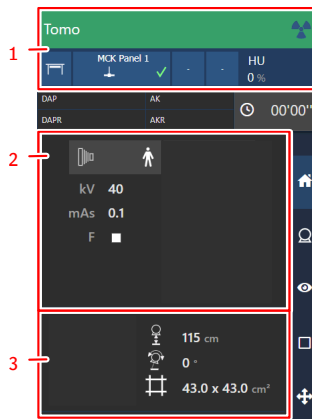 1
Tomo
MCK Panel 1
- -
HU
0 %
DAP AK
DAPR AKR
00'00"
2
kV 40
mAs 0.1
F
3
115 cm
0 °
43.0 x 43.0 cm²